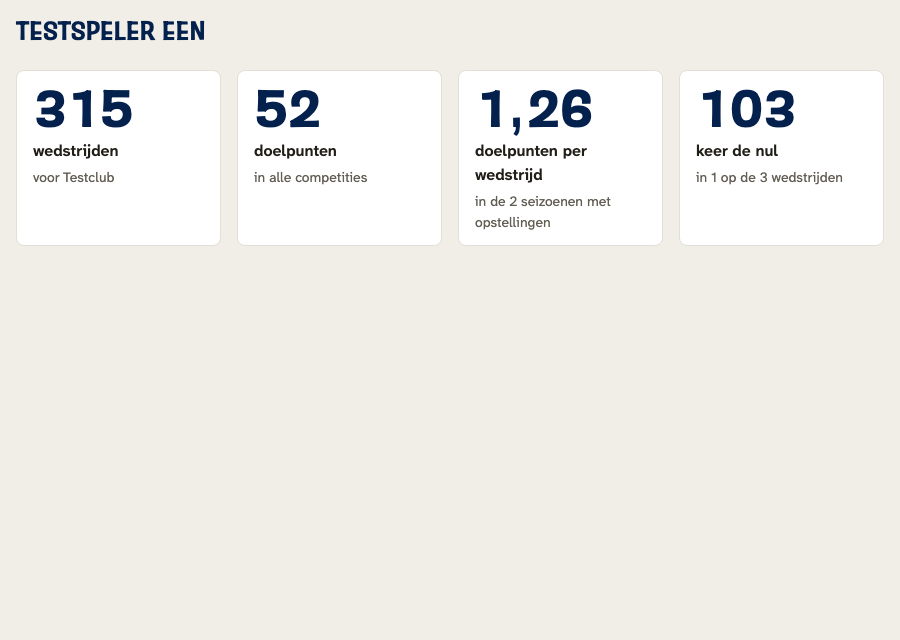 TESTSPELER EEN
315
wedstrijden
voor Testclub
52
doelpunten
in alle competities
1,26
doelpunten per
wedstrijd
in de 2 seizoenen met
opstellingen
103
keer de nul
in 1 op de 3 wedstrijden